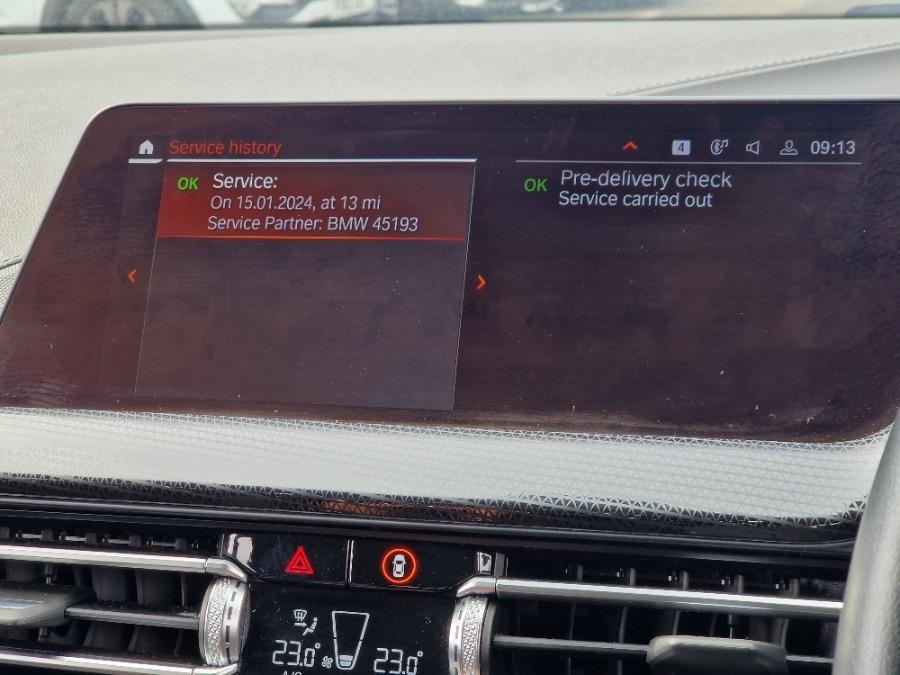 Service history
4
09:13
OK Service:
On 15.01.2024, at 13 mi
Service Partner: BMW 45193
OK Pre-delivery check
Service carried out
23.0°
23.0°
A/C